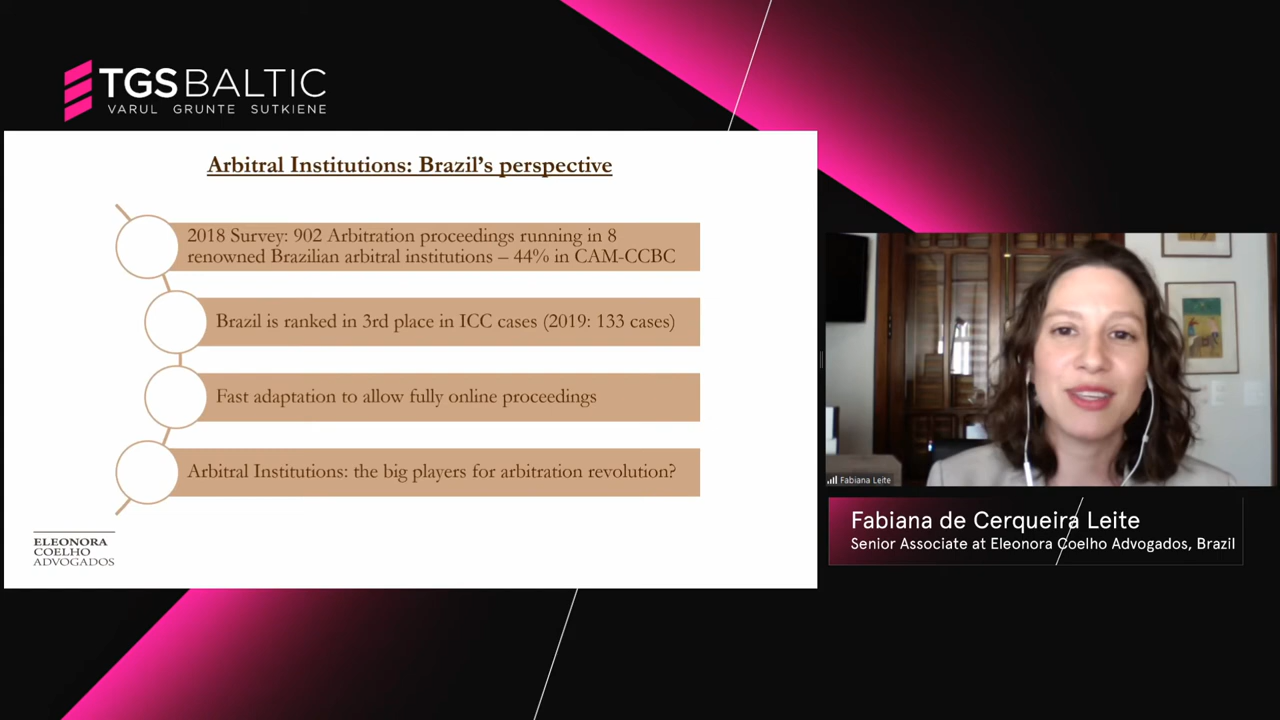 TGS BALTIC
VARUL GRUNTE SUTKIENE
Arbitral Institutions: Brazil's perspective
2018 Survey: 902 Arbitration proceedings running in 8
renowned Brazilian arbitral institutions – 44% in CAM-CCBC
Brazil is ranked in 3rd place in ICC cases (2019: 133 cases)
Fast adaptation to allow fully online proceedings
Arbitral Institutions: the big players for arbitration revolution?
ELEONORA
COELHO
ADVOGADOS
Fabiana Leite
Fabiana de Cerqueira Leite
Senior Associate at Eleonora Coelho Advogados, Brazil